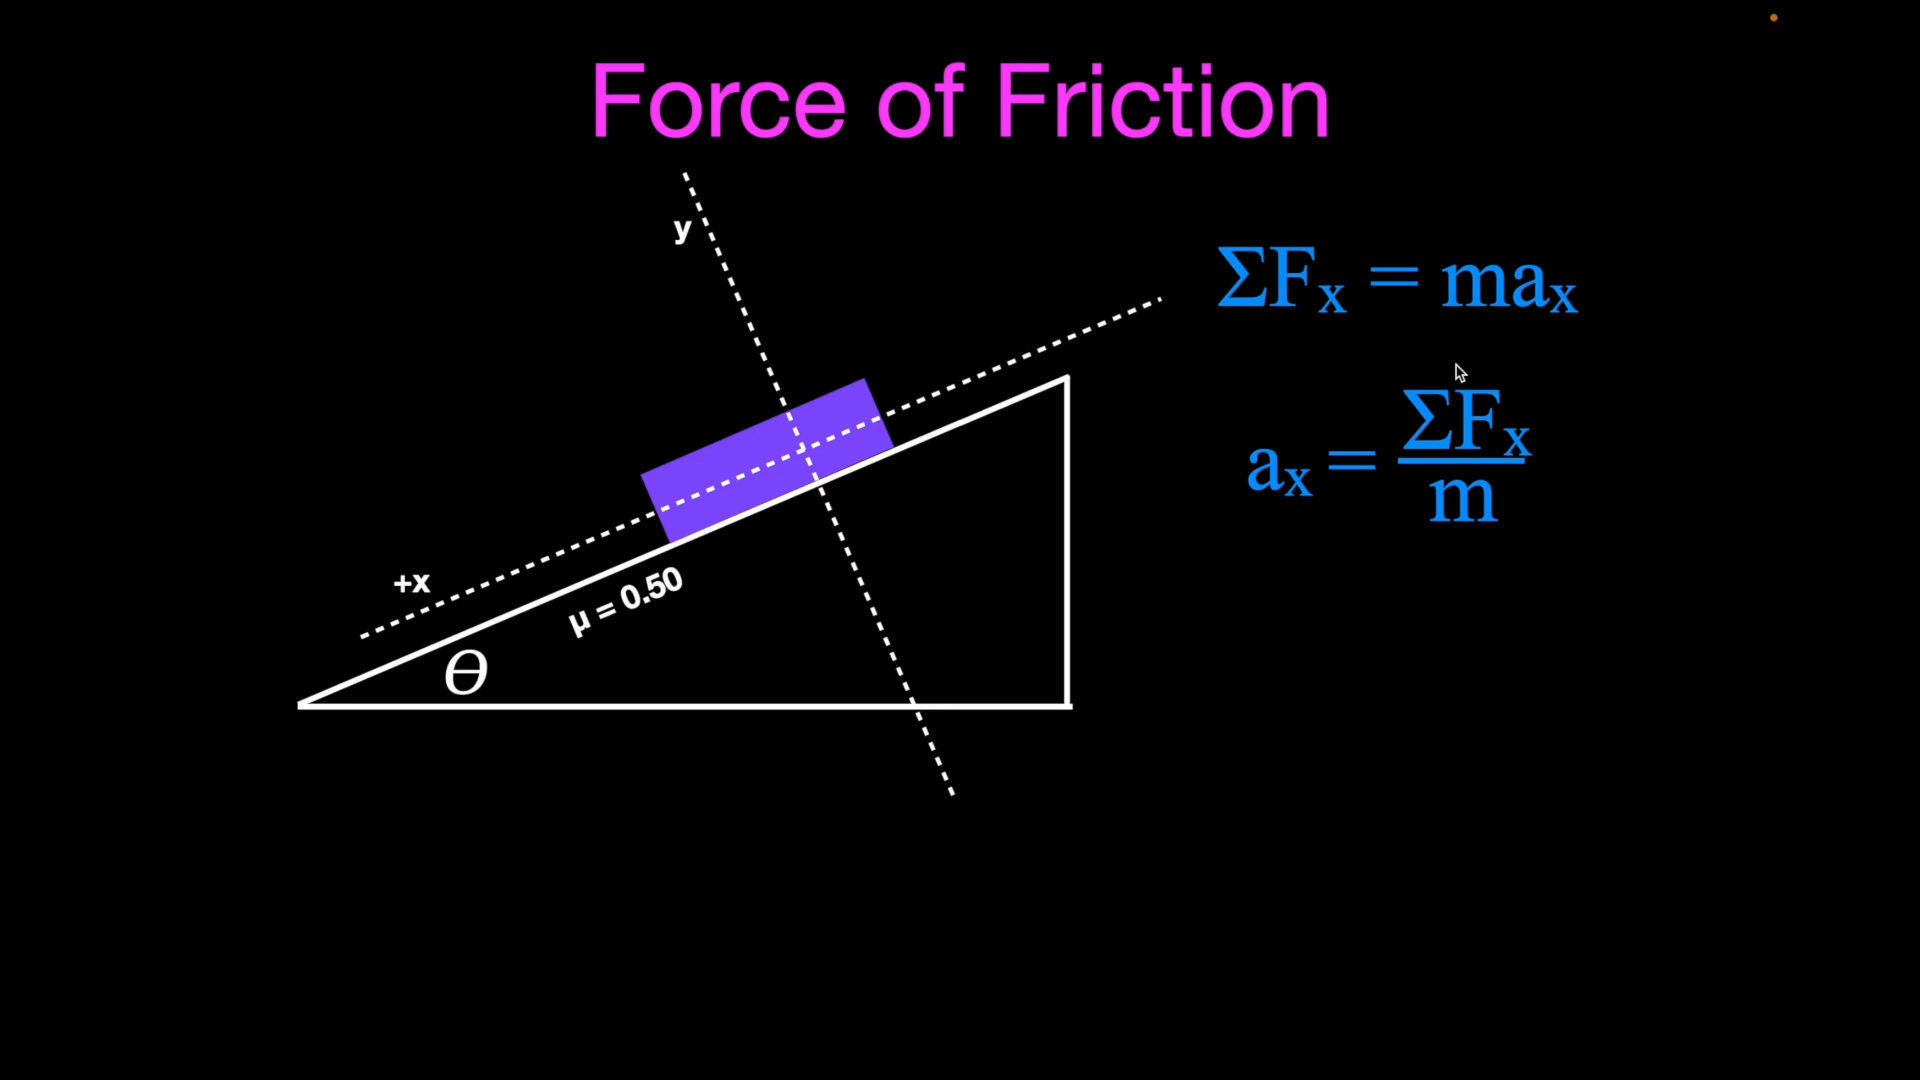 Force of Friction
y
ΣFx = max
ax = ΣFx
m
+x
μ = 0.50
Θ